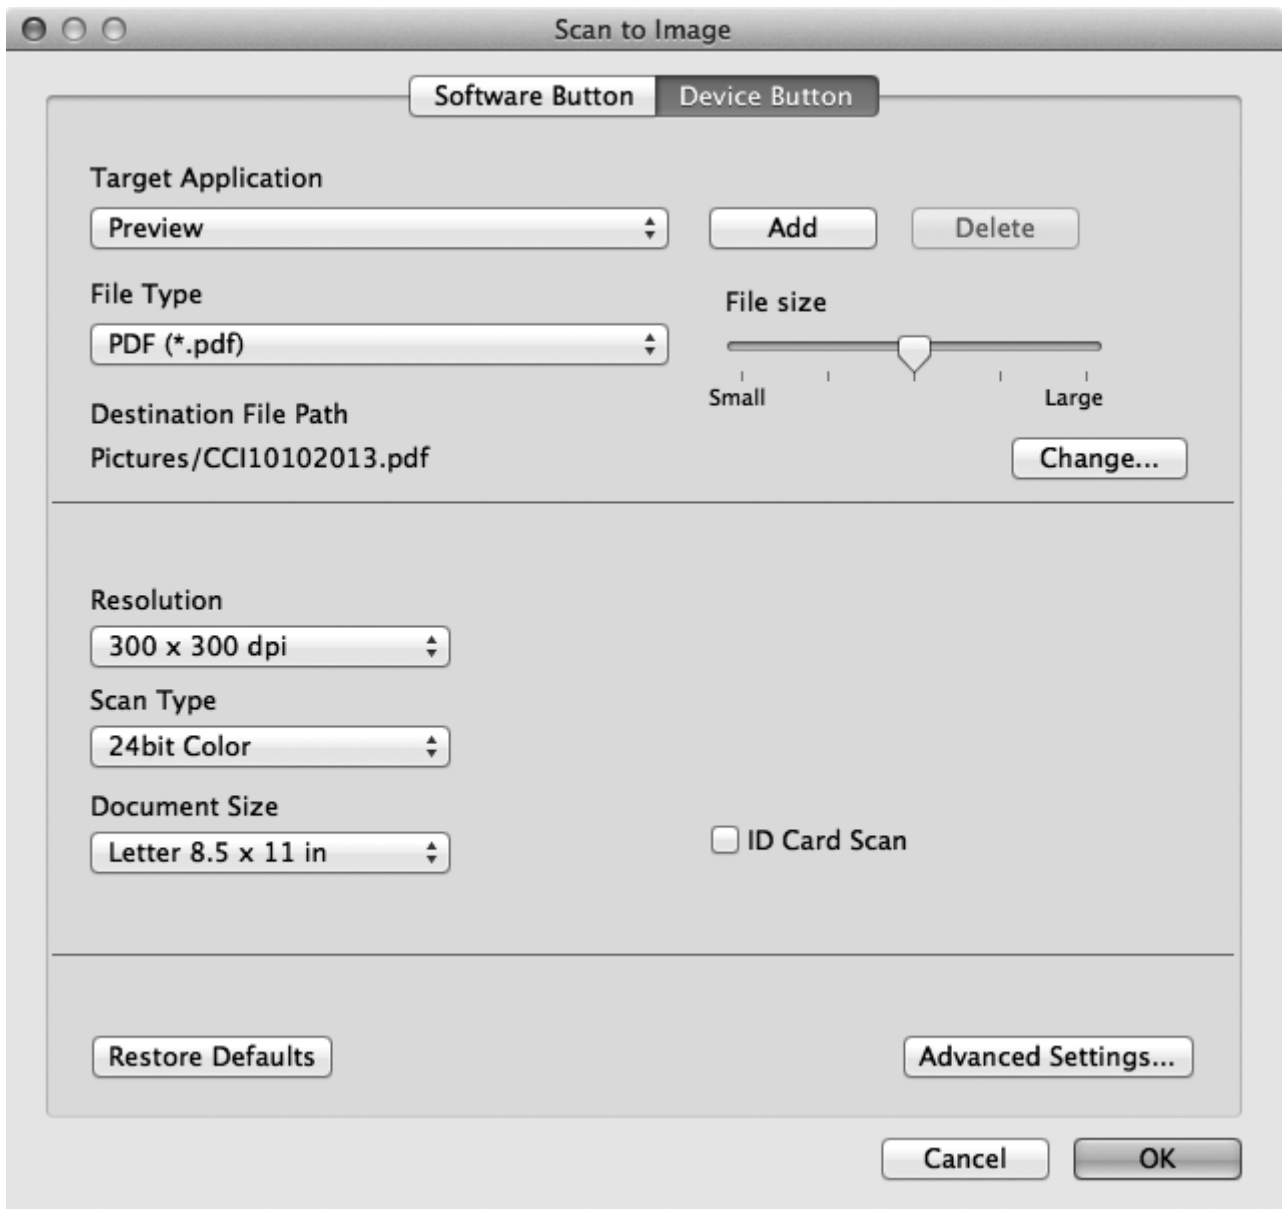 Scan to Image
Software Button Device Button
Target Application
Preview Add Delete
File Type
File size
PDF (*.pdf)
Small Large
Destination File Path
Pictures/CCI10102013.pdf Change...
Resolution
300 x 300 dpi
Scan Type
24bit Color
Document Size
Letter 8.5 x 11 in ID Card Scan
Restore Defaults Advanced Settings...
Cancel OK